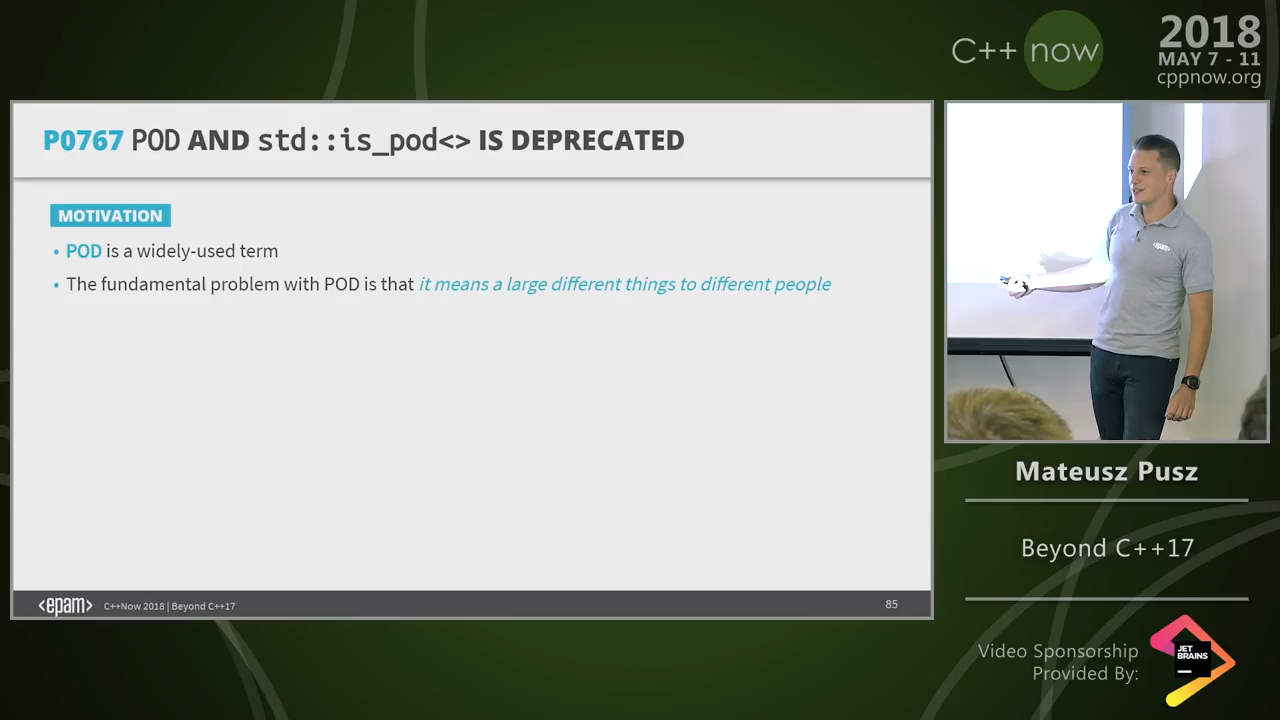 C++ now
2018
MAY 7 - 11
cppnow.org
P0767 POD AND std::is_pod<> IS DEPRECATED
MOTIVATION
• POD is a widely-used term
• The fundamental problem with POD is that it means a large different things to different people
<epam> C++Now 2018 | Beyond C++17
85
<epam>
Mateusz Pusz
Beyond C++17
Video Sponsorship
Provided By:
JET
BRAINS